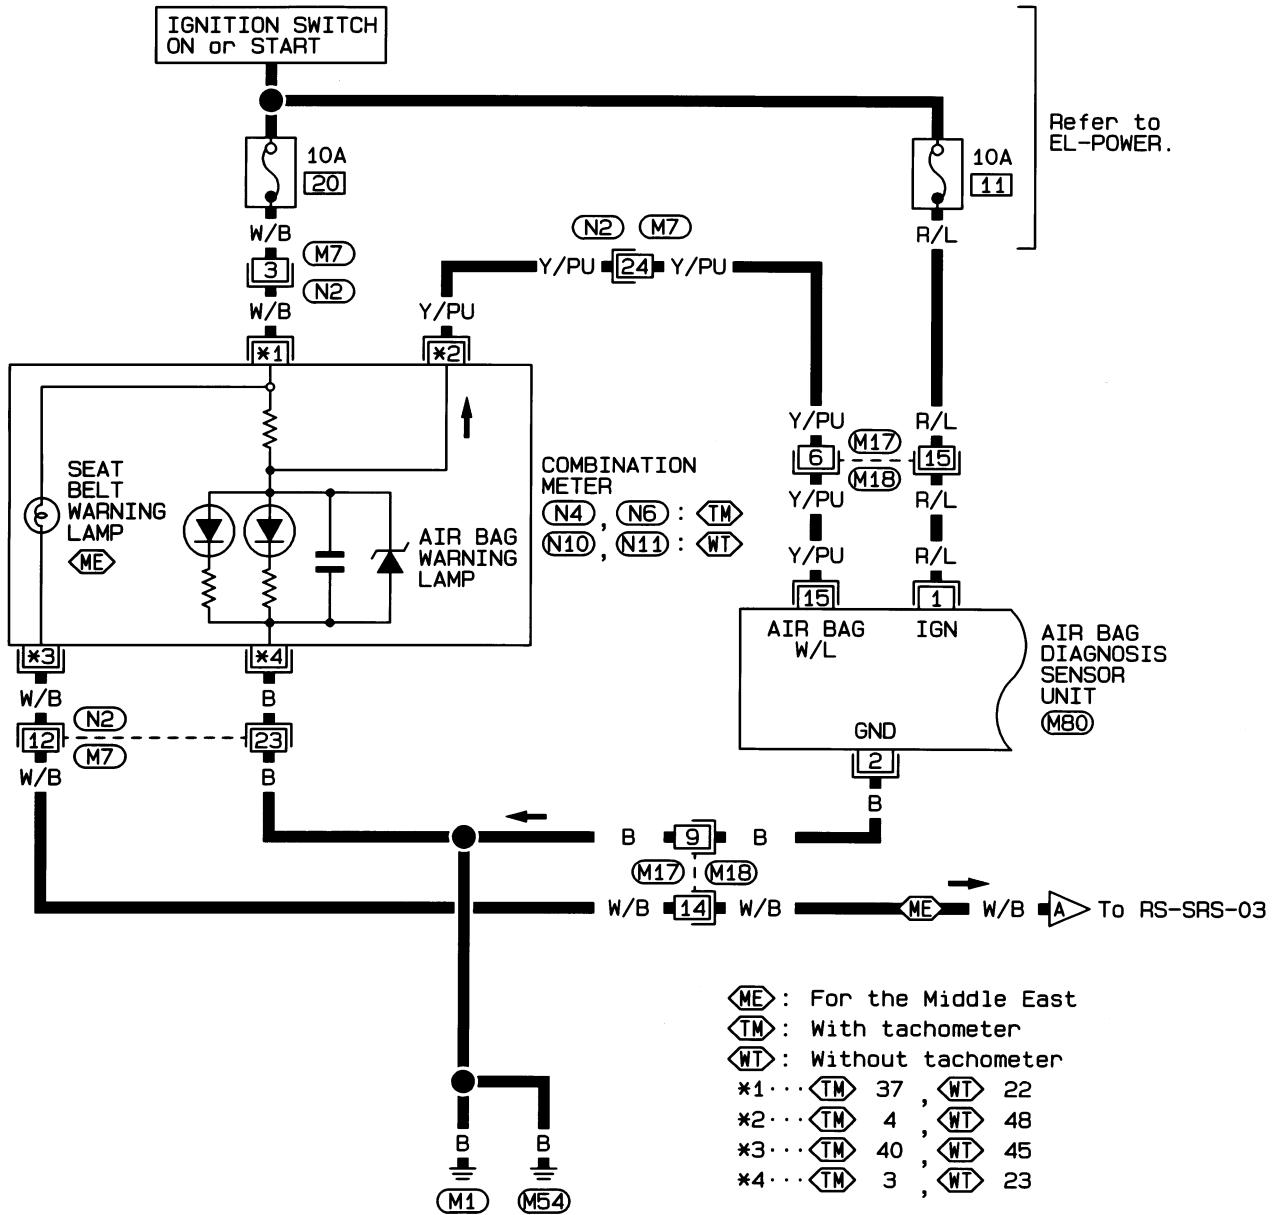 IGNITION SWITCH
ON or START
Refer to
EL-POWER.
10A
20
10A
11
W/B
M7
3
N2
W/B
N2 M7
Y/PU 24 Y/PU
Y/PU
R/L
*1
*2
Y/PU R/L
6 M17 15
M18
Y/PU R/L
Y/PU R/L
15 1
SEAT
BELT
WARNING
LAMP
ME
AIR BAG
WARNING
LAMP
COMBINATION
METER
N4 , N6 : TM
N10 , N11 : WT
AIR BAG
W/L
IGN
GND
AIR BAG
DIAGNOSIS
SENSOR
UNIT
M80
*3 *4
W/B B
N2
12 23
M7
W/B B
2
B
B 9 B
M17 M18
W/B 14 W/B ME W/B A To RS-SRS-03
B B
M1 M54
ME : For the Middle East
TM : With tachometer
WT : Without tachometer
*1··· TM 37 , WT 22
*2··· TM 4 , WT 48
*3··· TM 40 , WT 45
*4··· TM 3 , WT 23